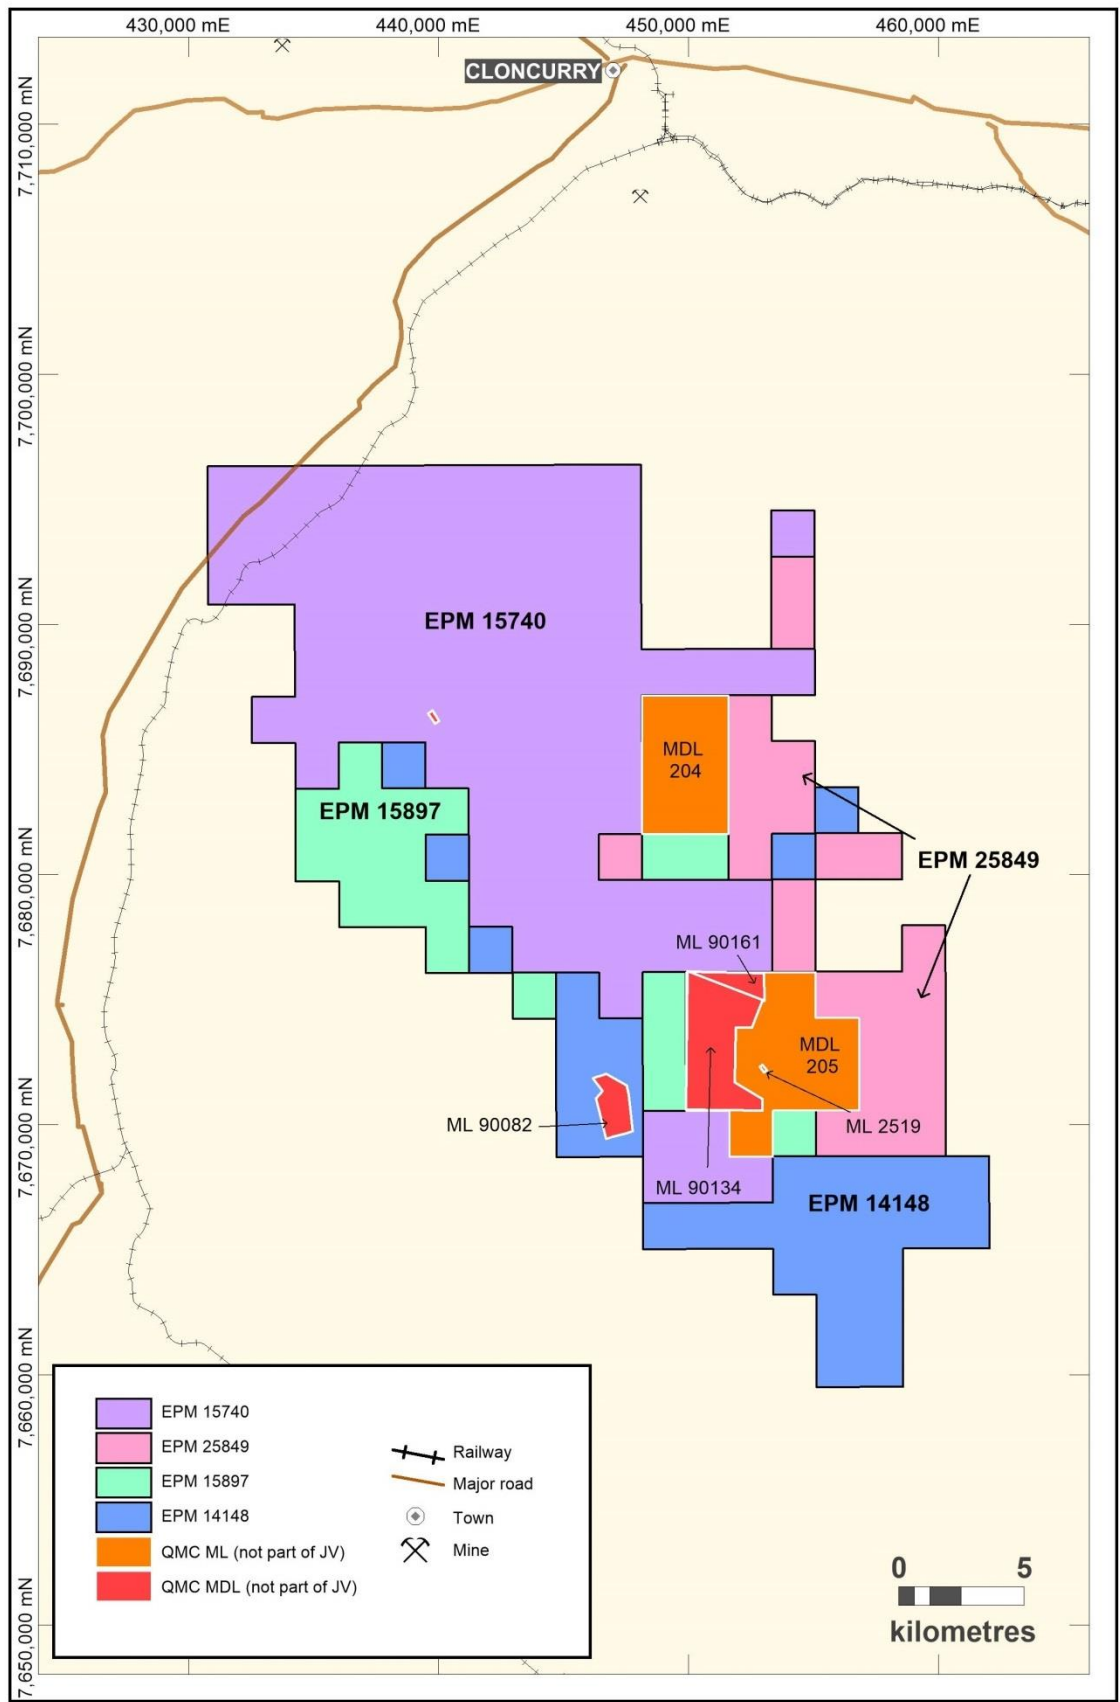 430,000 mE
440,000 mE
450,000 mE
460,000 mE
CLONCURRY
7,710,000 mN
7,700,000 mN
7,690,000 mN
7,680,000 mN
7,670,000 mN
7,660,000 mN
7,650,000 mN
EPM 15740
MDL
204
EPM 15897
EPM 25849
ML 90161
MDL
205
ML 90082
ML 2519
ML 90134
EPM 14148
EPM 15740
EPM 25849
EPM 15897
EPM 14148
QMC ML (not part of JV)
QMC MDL (not part of JV)
Railway
Major road
Town
Mine
0 5
kilometres